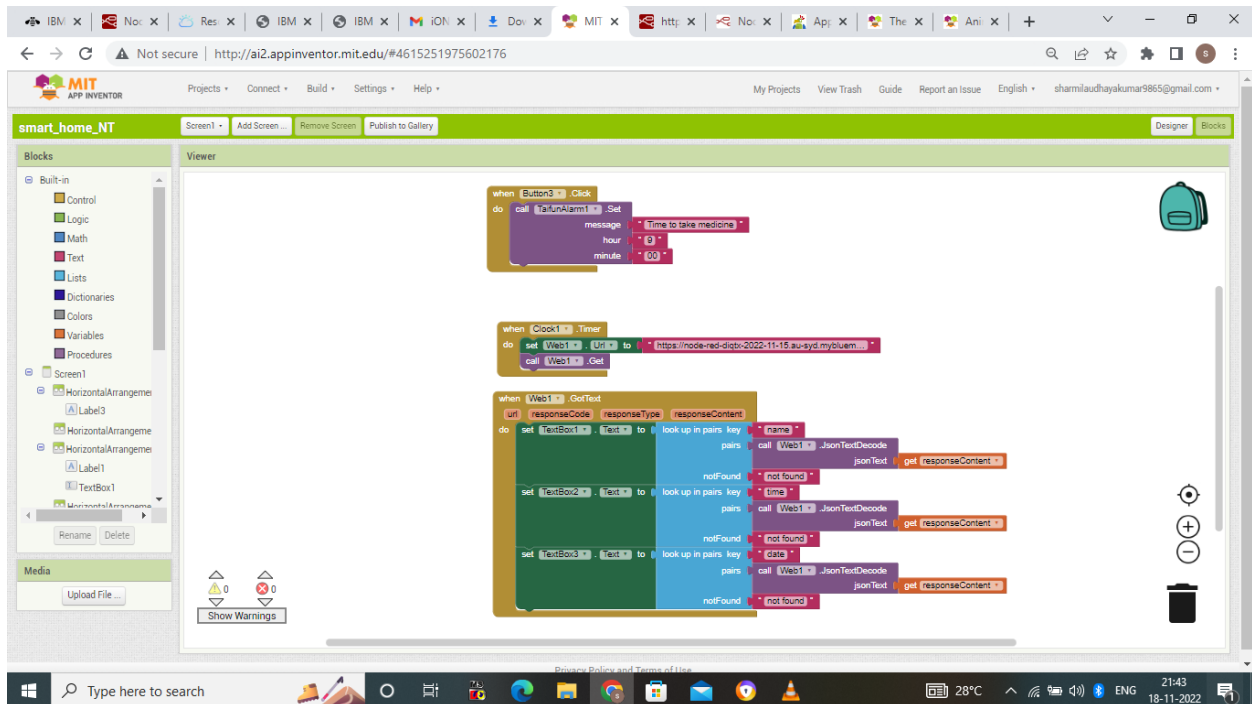 IBM X Noc X Res X IBM X IBM X iON X Dov X MIT X http X Noc X App X The X Ani X +
Not secure | http://ai2.appinventor.mit.edu/#4615251975602176
S
MIT
APP INVENTOR
Projects Connect Build Settings Help My Projects View Trash Guide Report an Issue English sharmilaudhayakumar9865@gmail.com
smart_home_NT Screen1 Add Screen ... Remove Screen Publish to Gallery Designer Blocks
Blocks Viewer
Built-in
Control
Logic
Math
Text
Lists
Dictionaries
Colors
Variables
Procedures
Screen1
HorizontalArrangemer
Label3
HorizontalArrangeme
HorizontalArrangemer
Label1
TextBox1
HorizontalArrangeme
Rename Delete
Media
Upload File ...
when Button3 .Click
do call TaifunAlarm1 .Set
message " Time to take medicine "
hour " 9 "
minute " 00 "
when Clock1 .Timer
do set Web1 . Url to " https://node-red-diqtx-2022-11-15.au-syd.mybluem... "
call Web1 .Get
when Web1 .GotText
url responseCode responseType responseContent
do set TextBox1 . Text to look up in pairs key " name "
pairs call Web1 .JsonTextDecode
jsonText get responseContent
notFound " not found "
set TextBox2 . Text to look up in pairs key " time "
pairs call Web1 .JsonTextDecode
jsonText get responseContent
notFound " not found "
set TextBox3 . Text to look up in pairs key " date "
pairs call Web1 .JsonTextDecode
jsonText get responseContent
notFound " not found "
0 0
Show Warnings
Privacy Policy and Terms of Use
Type here to search
28°C ENG 21:43
18-11-2022